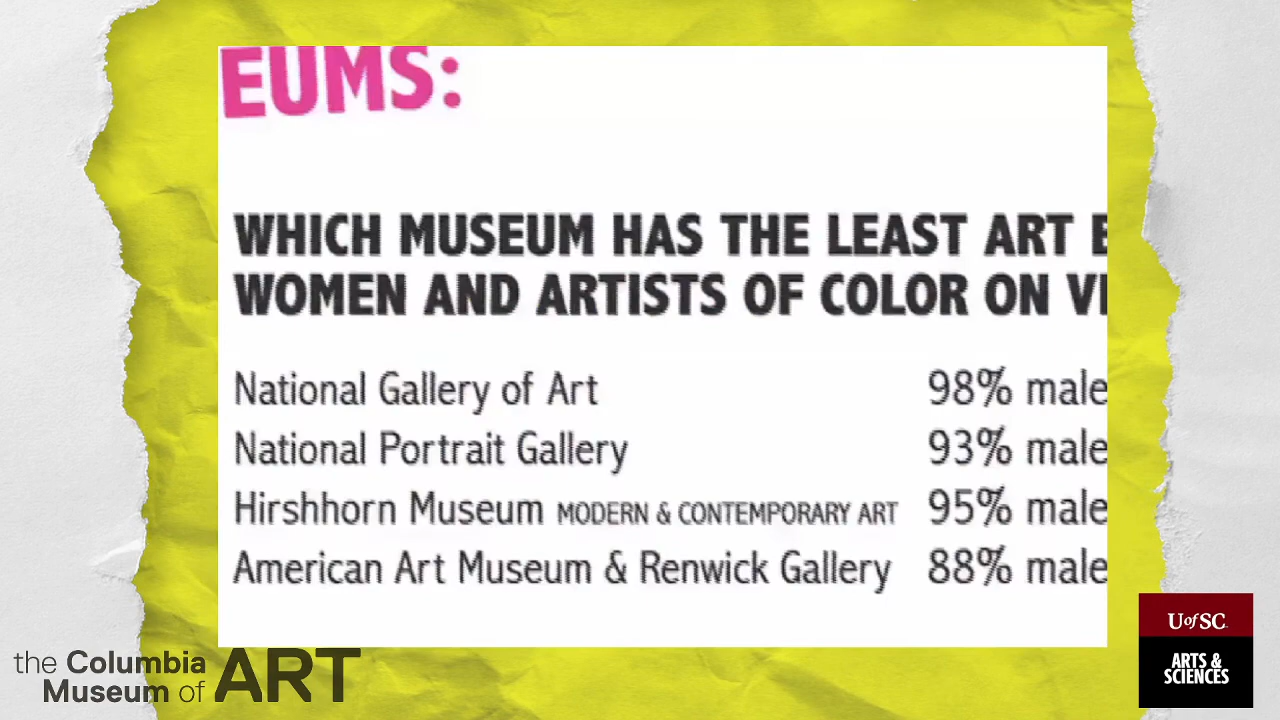 EUMS:
WHICH MUSEUM HAS THE LEAST ART
WOMEN AND ARTISTS OF COLOR ON
National Gallery of Art 98% male
National Portrait Gallery 93% male
Hirshhorn Museum MODERN & CONTEMPORARY ART 95% male
American Art Museum & Renwick Gallery 88% male
the Columbia
Museum of ART
UofSC
ARTS &
SCIENCES